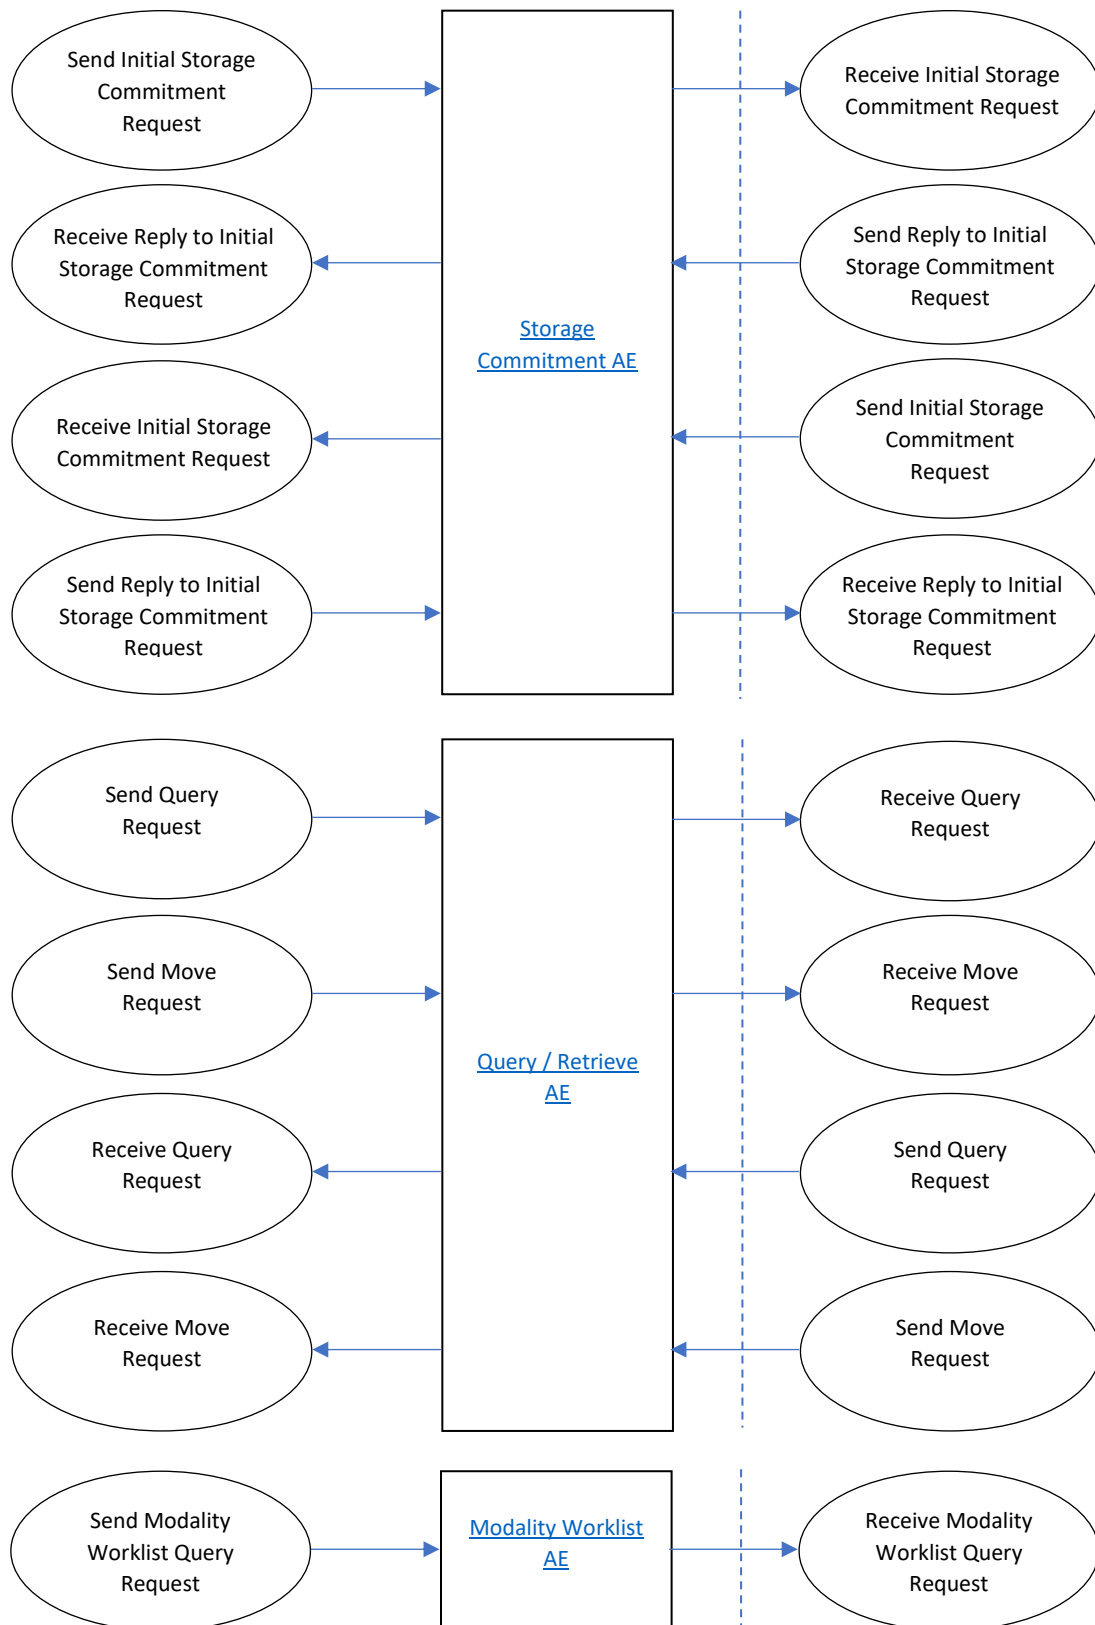 Send Initial Storage
Commitment
Request
Receive Initial Storage
Commitment Request
Receive Reply to Initial
Storage Commitment
Request
Send Reply to Initial
Storage Commitment
Request
Storage
Commitment AE
Receive Initial Storage
Commitment Request
Send Initial Storage
Commitment
Request
Send Reply to Initial
Storage Commitment
Request
Receive Reply to Initial
Storage Commitment
Request
Send Query
Request
Receive Query
Request
Send Move
Request
Receive Move
Request
Query / Retrieve
AE
Receive Query
Request
Send Query
Request
Receive Move
Request
Send Move
Request
Send Modality
Worklist Query
Request
Modality Worklist
AE
Receive Modality
Worklist Query
Request